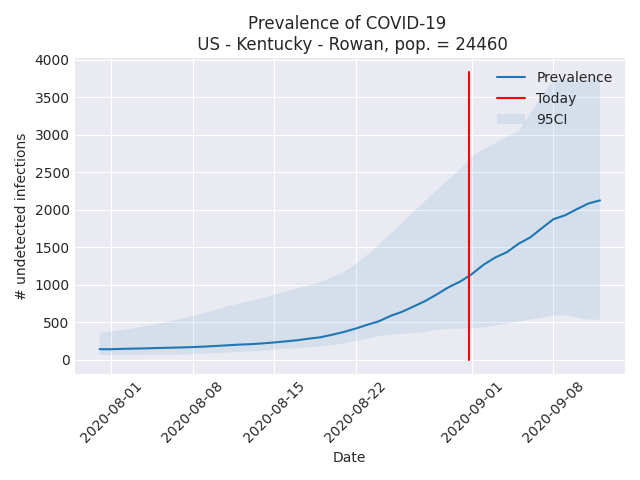 Prevalence of COVID-19
US - Kentucky - Rowan, pop. = 24460
4000
3500
3000
2500
2000
1500
1000
500
0
# undetected infections
Prevalence
Today
95CI
2020-08-01
2020-08-08
2020-08-15
2020-08-22
2020-09-01
2020-09-08
Date